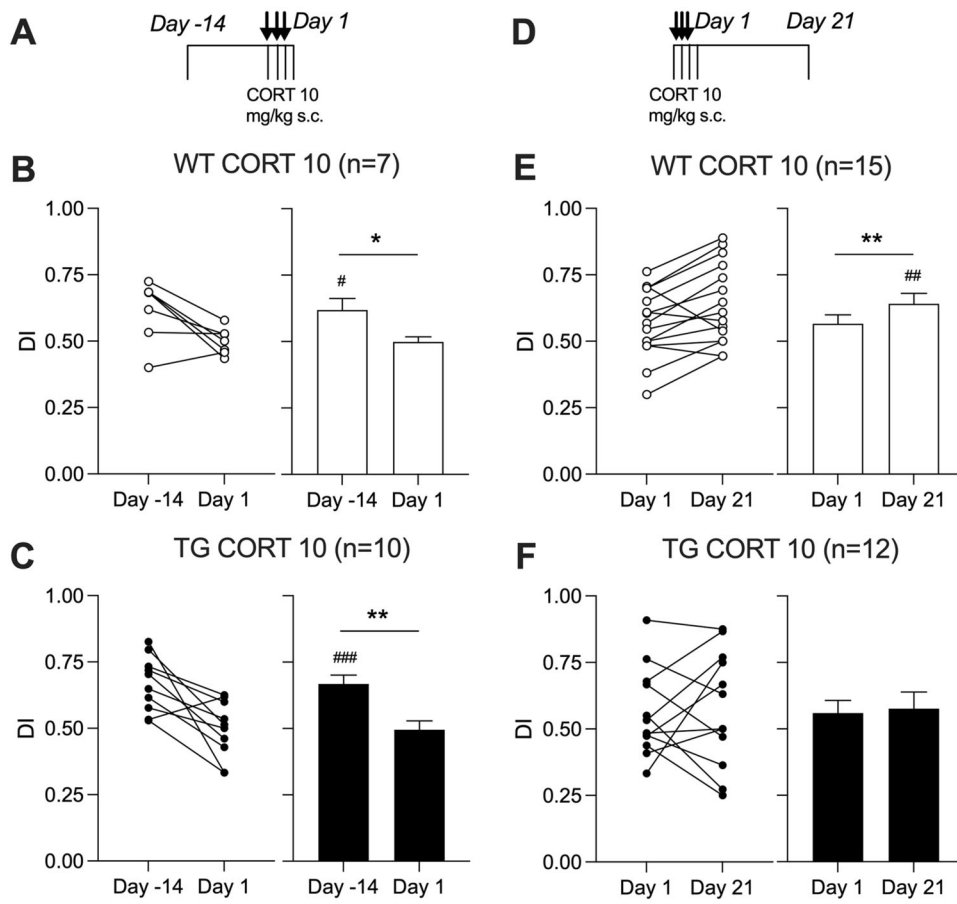 A
Day -14
Day 1
CORT 10
mg/kg s.c.
D
Day 1
Day 21
CORT 10
mg/kg s.c.
B
WT CORT 10 (n=7)
DI
1.00
0.75
0.50
0.25
0.00
Day -14 Day 1
*
#
Day -14 Day 1
E
WT CORT 10 (n=15)
DI
1.00
0.75
0.50
0.25
0.00
Day 1 Day 21
**
##
Day 1 Day 21
C
TG CORT 10 (n=10)
DI
1.00
0.75
0.50
0.25
0.00
Day -14 Day 1
**
###
Day -14 Day 1
F
TG CORT 10 (n=12)
DI
1.00
0.75
0.50
0.25
0.00
Day 1 Day 21
Day 1 Day 21